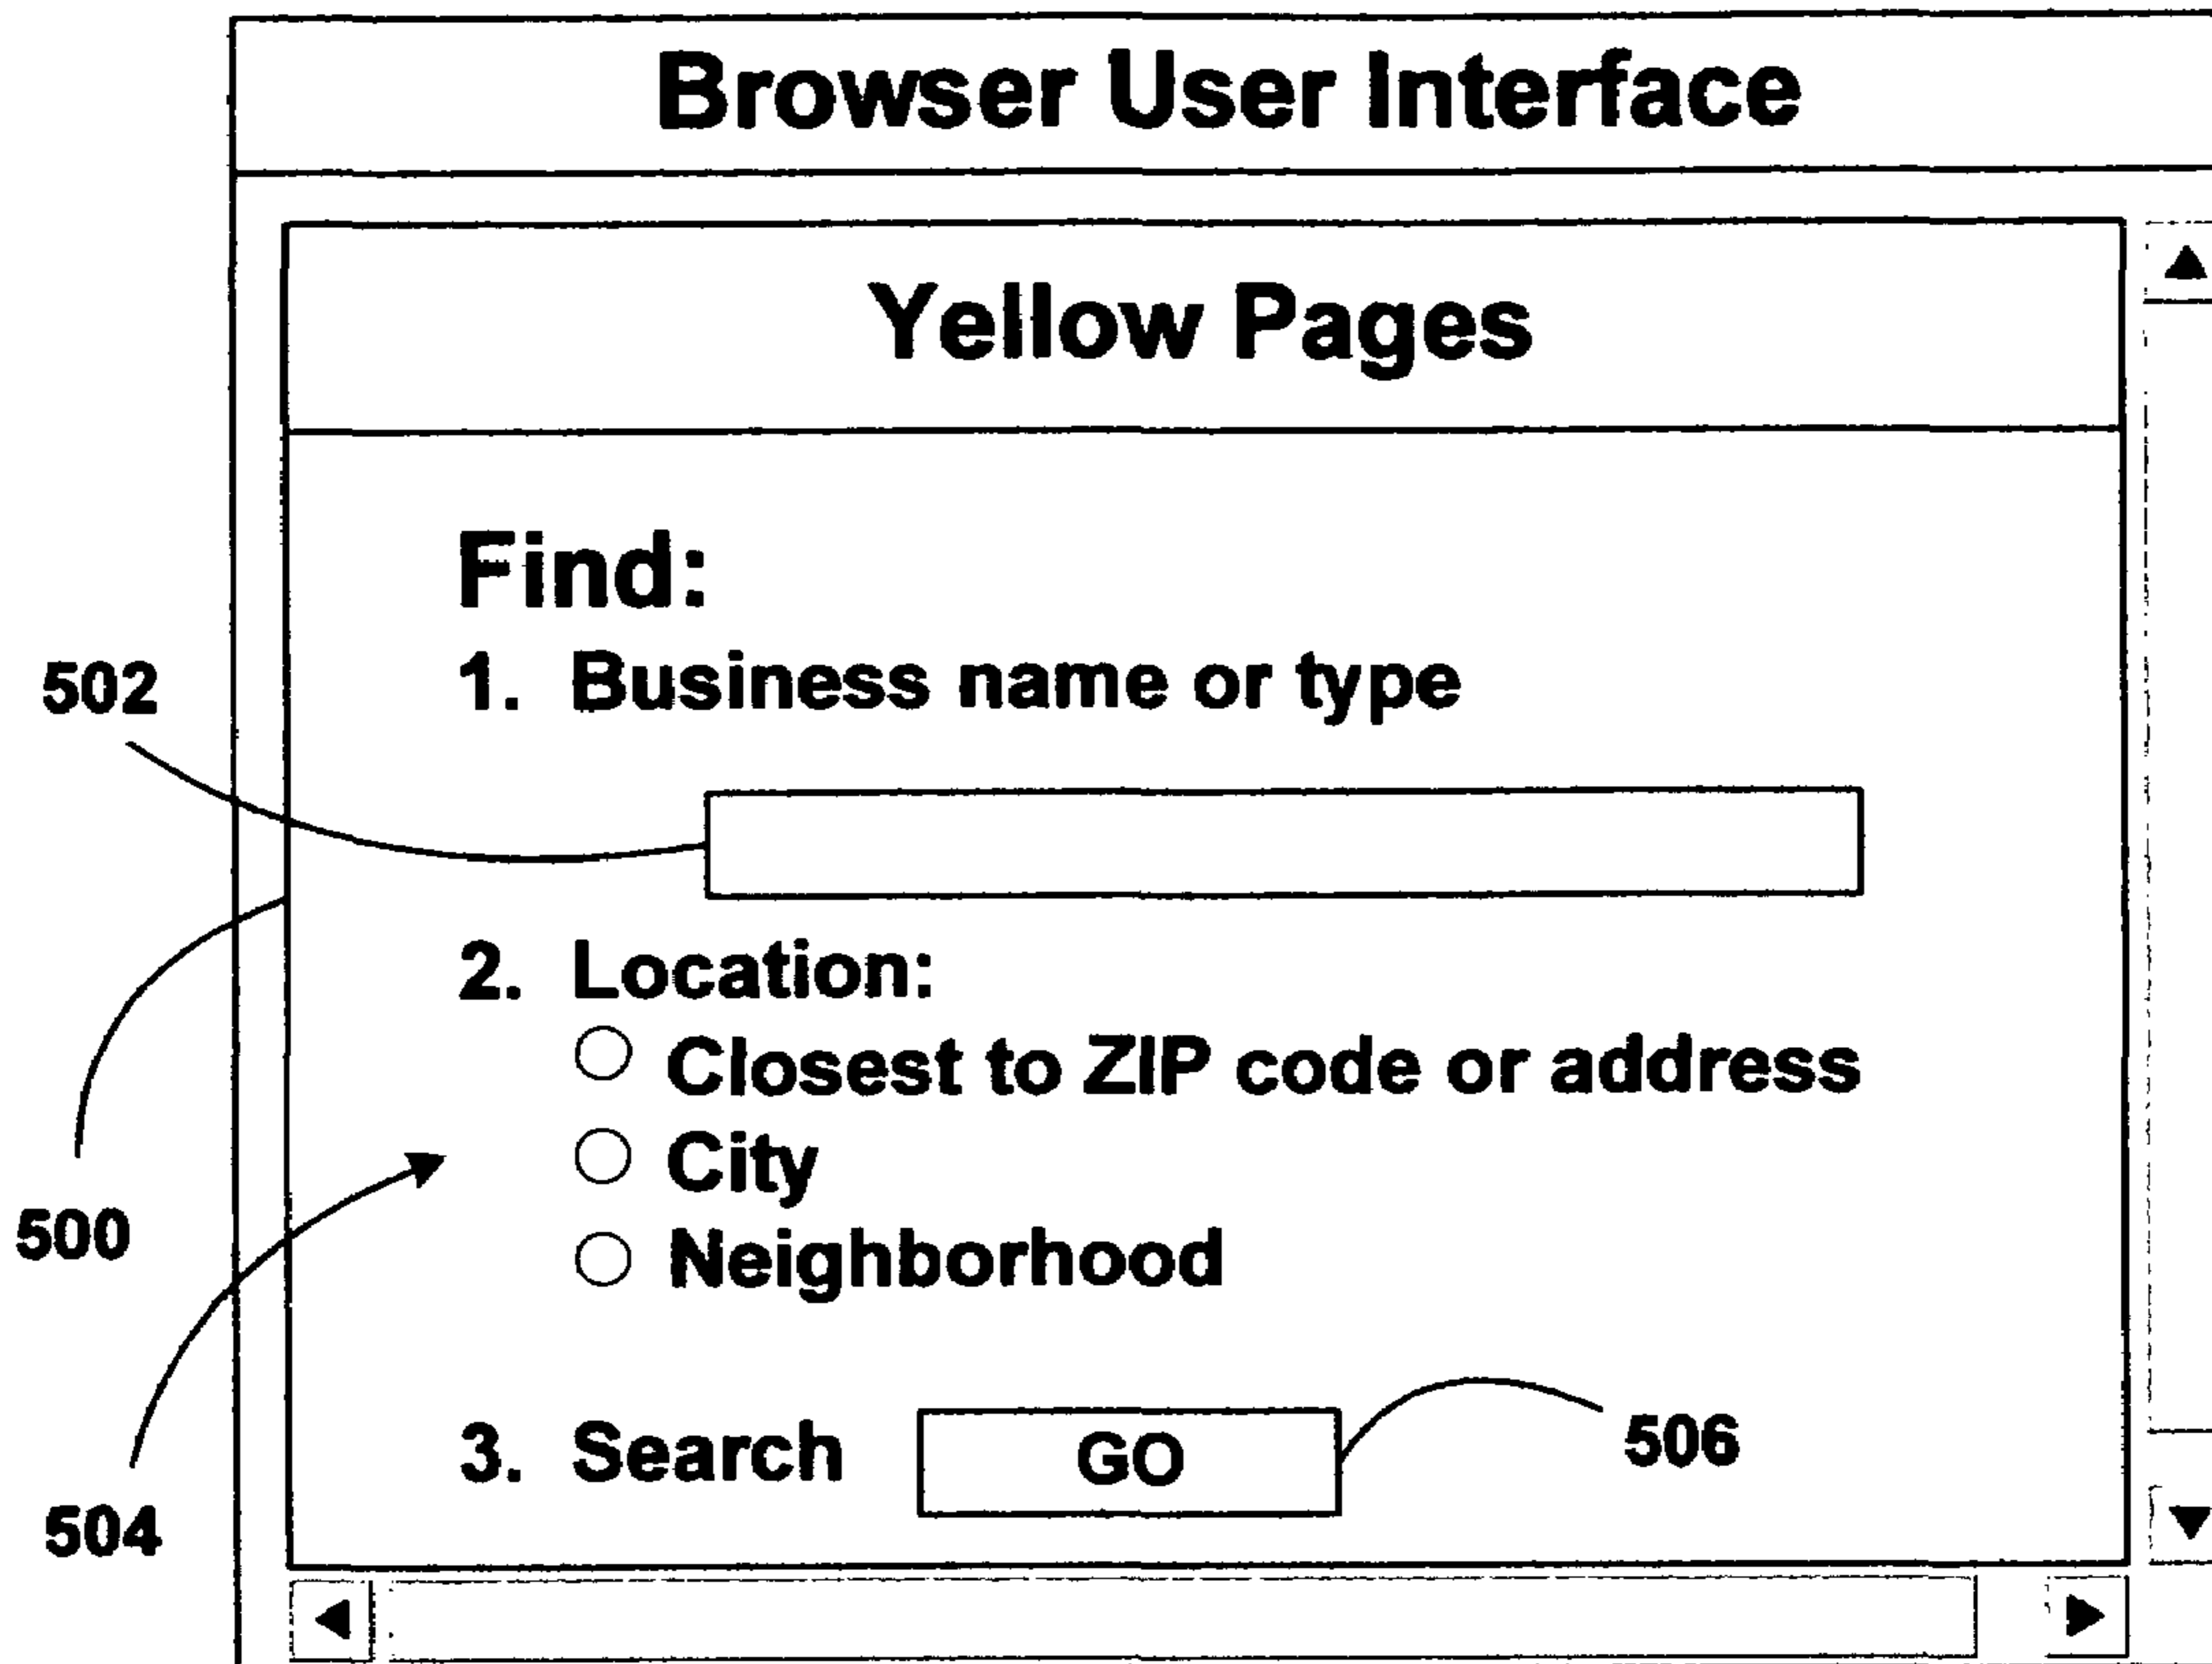 Browser User Interface
Yellow Pages
Find:
1. Business name or type
502
2. Location:
Closest to ZIP code or address
City
Neighborhood
500
3. Search GO 506
504